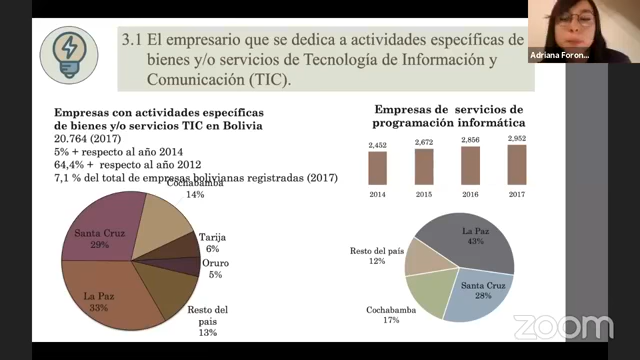 3.1 El empresario que se dedica a actividades específicas de
bienes y/o servicios de Tecnología de Información y
Comunicación (TIC).
Adriana Foron...
Empresas con actividades específicas
de bienes y/o servicios TIC en Bolivia
20.764 (2017)
5% + respecto al año 2014
64,4% + respecto al año 2012
7,1 % del total de empresas bolivianas registradas (2017)
Cochabamba
14%
Santa Cruz
29%
Tarija
6%
Oruro
5%
La Paz
33%
Resto del
pais
13%
Empresas de servicios de
programación informática
2,452
2,672
2,856
2,952
2014
2015
2016
2017
La Paz
43%
Resto del país
12%
Santa Cruz
28%
Cochabamba
17%
zoom